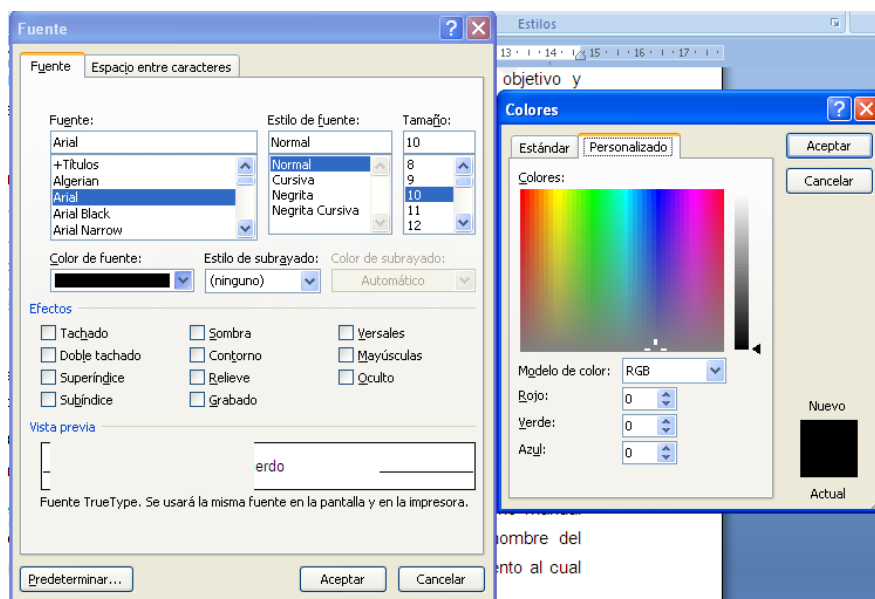 Fuente
Fuente Espacio entre caracteres
Fuente: Estilo de fuente: Tamaño:
Arial Normal 10
+Títulos Normal 8
Algerian Cursiva 9
Arial Negrita 10
Arial Black Negrita Cursiva 11
Arial Narrow 12
Color de fuente: Estilo de subrayado: Color de subrayado:
(ninguno) Automático
Efectos
Tachado Sombra Versales
Doble tachado Contorno Mayúsculas
Superíndice Relieve Oculto
Subíndice Grabado
Vista previa
erdo
Fuente TrueType. Se usará la misma fuente en la pantalla y en la impresora.
Predeterminar... Aceptar Cancelar
Estilos
13 14 15 16 17
objetivo y
Colores
Estándar Personalizado Aceptar
Colores: Cancelar
Modelo de color: RGB
Rojo: 0
Verde: 0
Azul: 0
Nuevo
Actual
ombre del
nto al cual